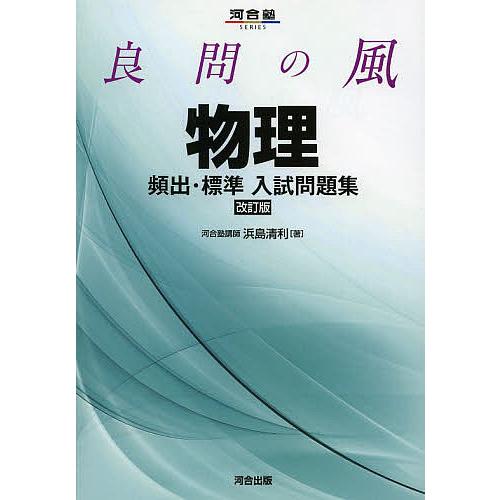 河合塾
SERIES
良問の風
物理
頻出・標準 入試問題集
改訂版
河合塾講師 浜島清利[著]
河合出版